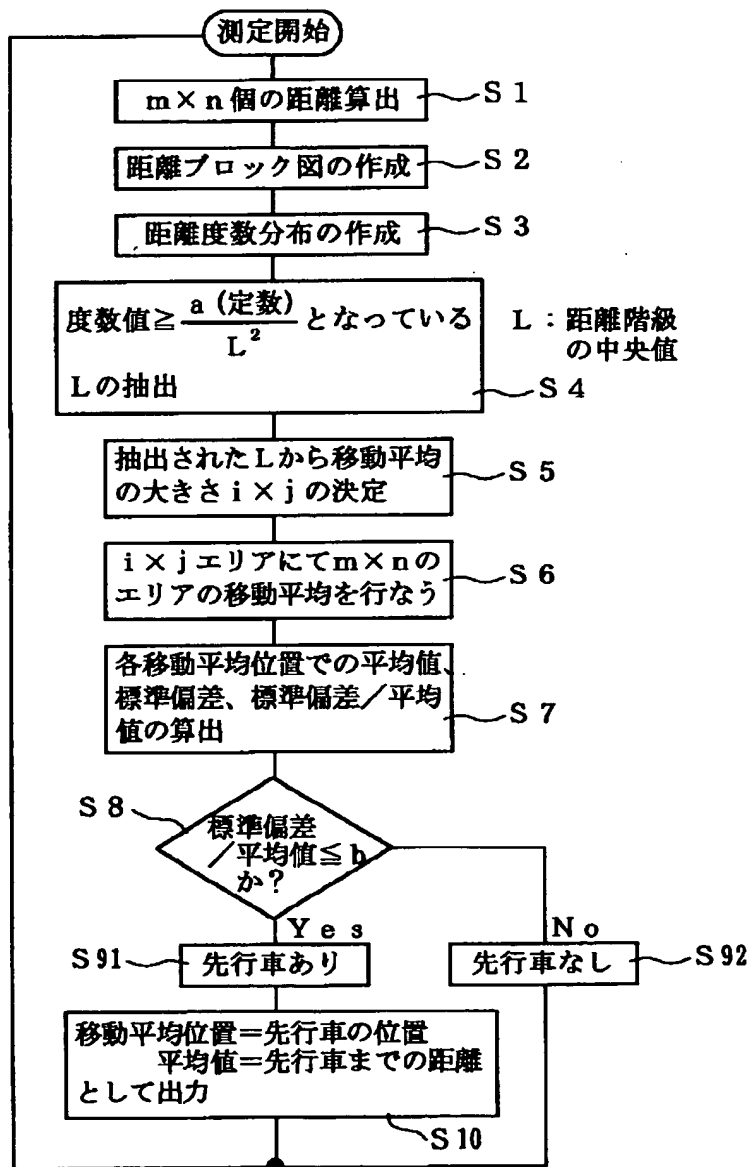 測定開始
m×n個の距離算出 S1
距離ブロック図の作成 S2
距離度数分布の作成 S3
度数値≧a(定数)/L²となっている
Lの抽出
S4
L:距離階級
の中央値
抽出されたLから移動平均
の大きさi×jの決定
S5
i×jエリアにてm×nの
エリアの移動平均を行なう
S6
各移動平均位置での平均値、
標準偏差、標準偏差/平均
値の算出
S7
S8
標準偏差
/平均値≦b
か?
Yes
No
S91 先行車あり
先行車なし S92
移動平均位置=先行車の位置
平均値=先行車までの距離
として出力
S10